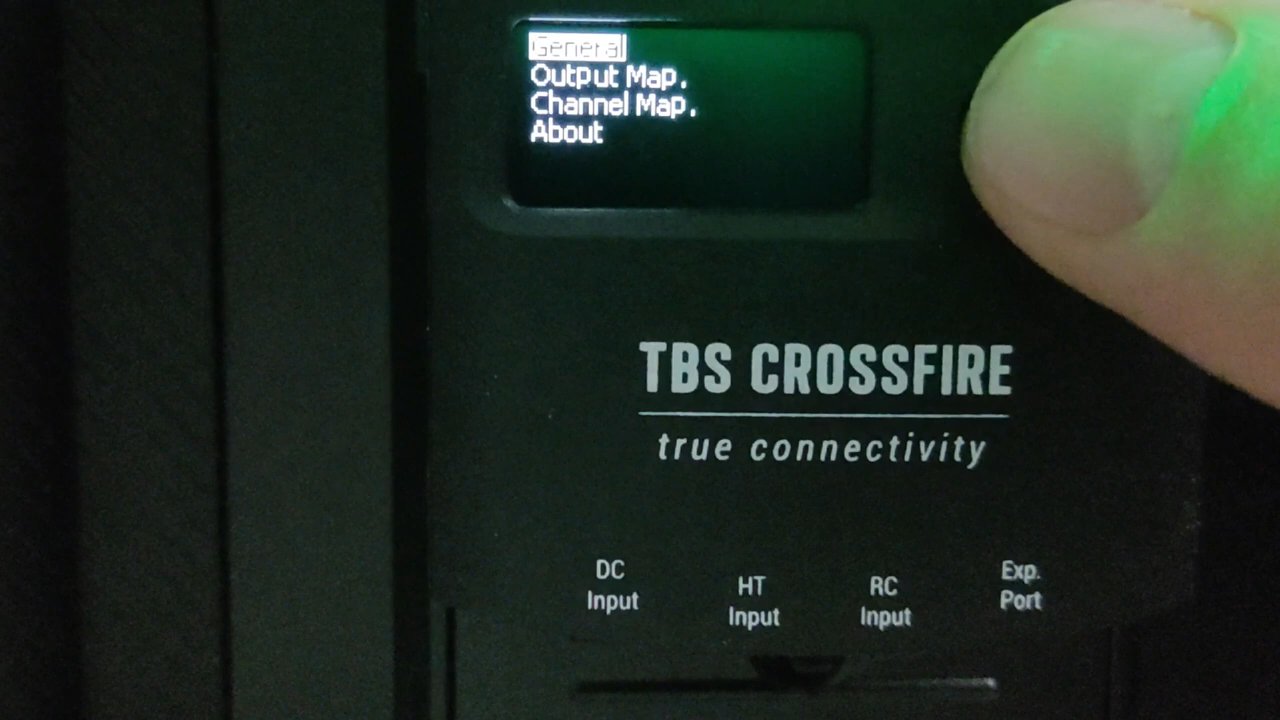 General
Output Map.
Channel Map.
About
TBS CROSSFIRE
true connectivity
DC Input
HT Input
RC Input
Exp. Port